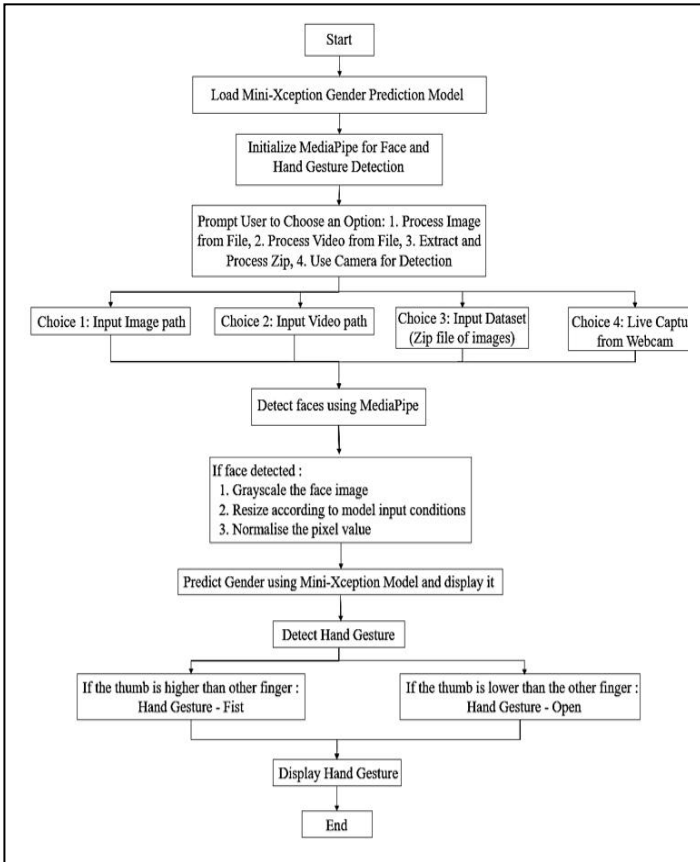 Start
Load Mini-Xception Gender Prediction Model
Initialize MediaPipe for Face and
Hand Gesture Detection
Prompt User to Choose an Option: 1. Process Image
from File, 2. Process Video from File, 3. Extract and
Process Zip, 4. Use Camera for Detection
Choice 1: Input Image path
Choice 2: Input Video path
Choice 3: Input Dataset
(Zip file of images)
Choice 4: Live Captu
from Webcam
Detect faces using MediaPipe
If face detected :
1. Grayscale the face image
2. Resize according to model input conditions
3. Normalise the pixel value
Predict Gender using Mini-Xception Model and display it
Detect Hand Gesture
If the thumb is higher than other finger :
Hand Gesture - Fist
If the thumb is lower than the other finger :
Hand Gesture - Open
Display Hand Gesture
End